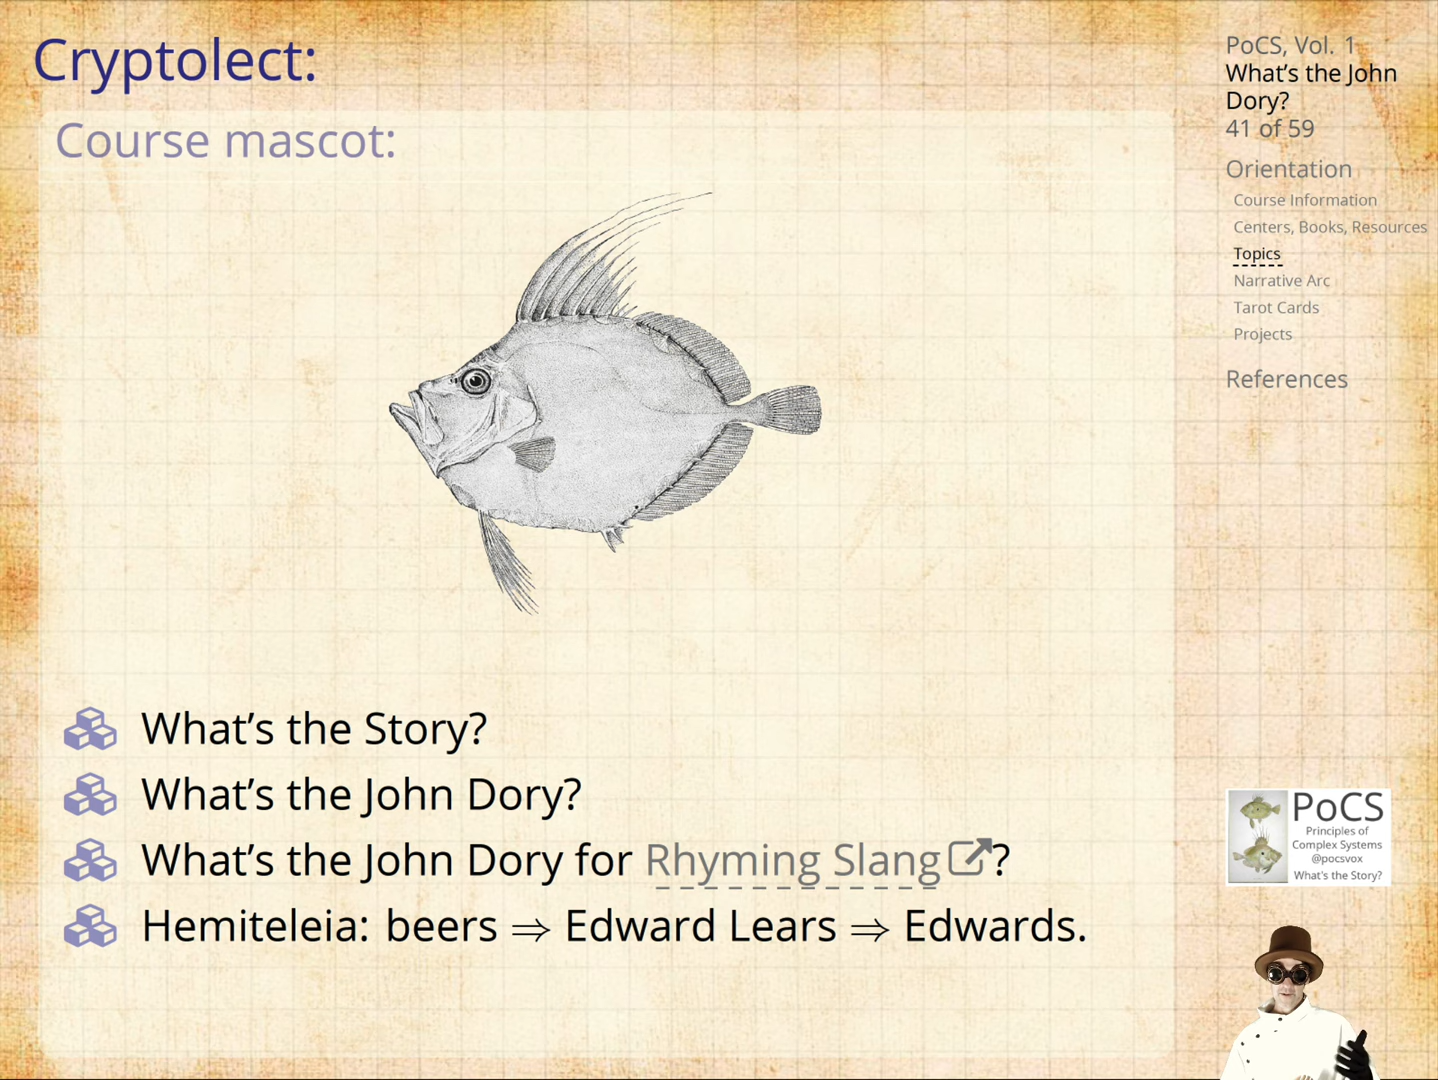 Cryptolect:
Course mascot:
What's the Story?
What's the John Dory?
What's the John Dory for Rhyming Slang?
Hemiteleia: beers ⇒ Edward Lears ⇒ Edwards.
PoCS, Vol. 1
What's the John
Dory?
41 of 59
Orientation
Course Information
Centers, Books, Resources
Topics
Narrative Arc
Tarot Cards
Projects
References
PoCS
Principles of
Complex Systems
@pocsvox
What's the Story?